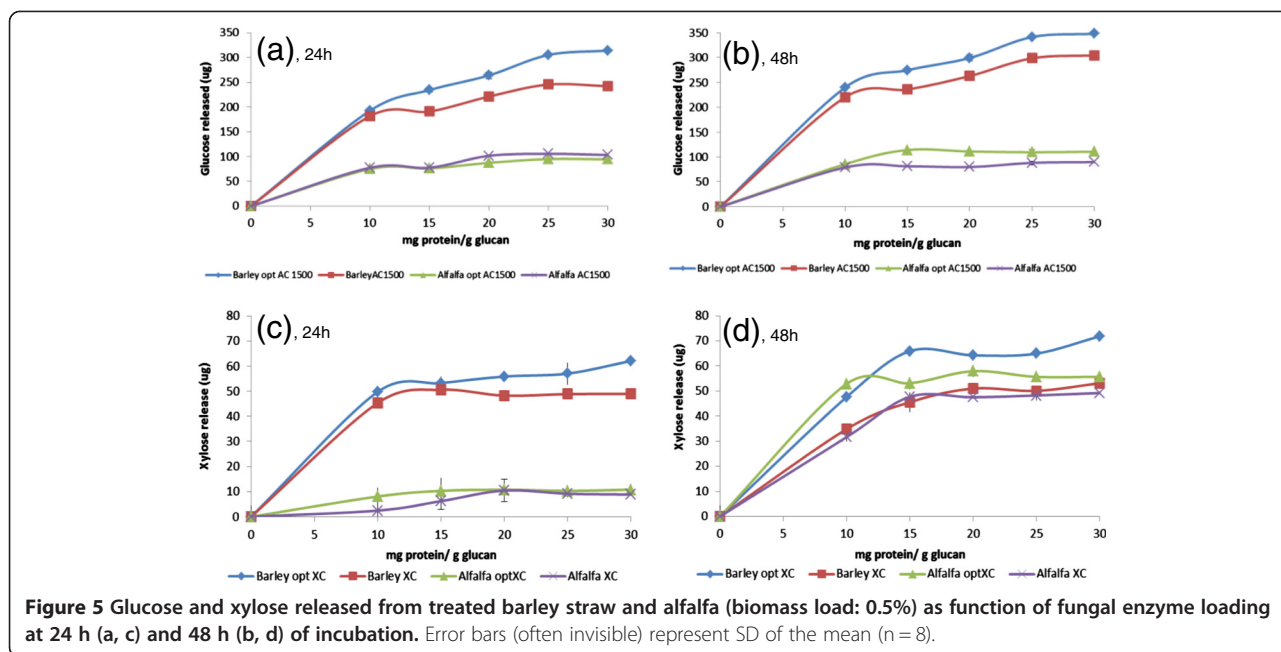 (a), 24h
350
300
250
200
150
100
50
0
Glucose released (ug)
0 5 10 15 20 25 30
mg protein/g glucan
Barley opt AC 1500 BarleyAC1500 Alfalfa opt AC1500 Alfalfa AC1500
(b), 48h
350
300
250
200
150
100
50
0
Glucose released (ug)
0 5 10 15 20 25 30
mg protein/g glucan
Barley opt AC1500 Barley AC1500 Alfalfa opt AC1500 Alfalfa AC1500
(c), 24h
80
70
60
50
40
30
20
10
0
Xylose release (ug)
0 5 10 15 20 25 30
mg protein/ g glucan
Barley opt XC Barley XC Alfalfa optXC Alfalfa XC
(d), 48h
80
70
60
50
40
30
20
10
0
Xylose release (ug)
0 5 10 15 20 25 30
mg protein/ g glucan
Barley opt XC Barley XC Alfalfa optXC Alfalfa XC
Figure 5 Glucose and xylose released from treated barley straw and alfalfa (biomass load: 0.5%) as function of fungal enzyme loading
at 24 h (a, c) and 48 h (b, d) of incubation. Error bars (often invisible) represent SD of the mean (n = 8).